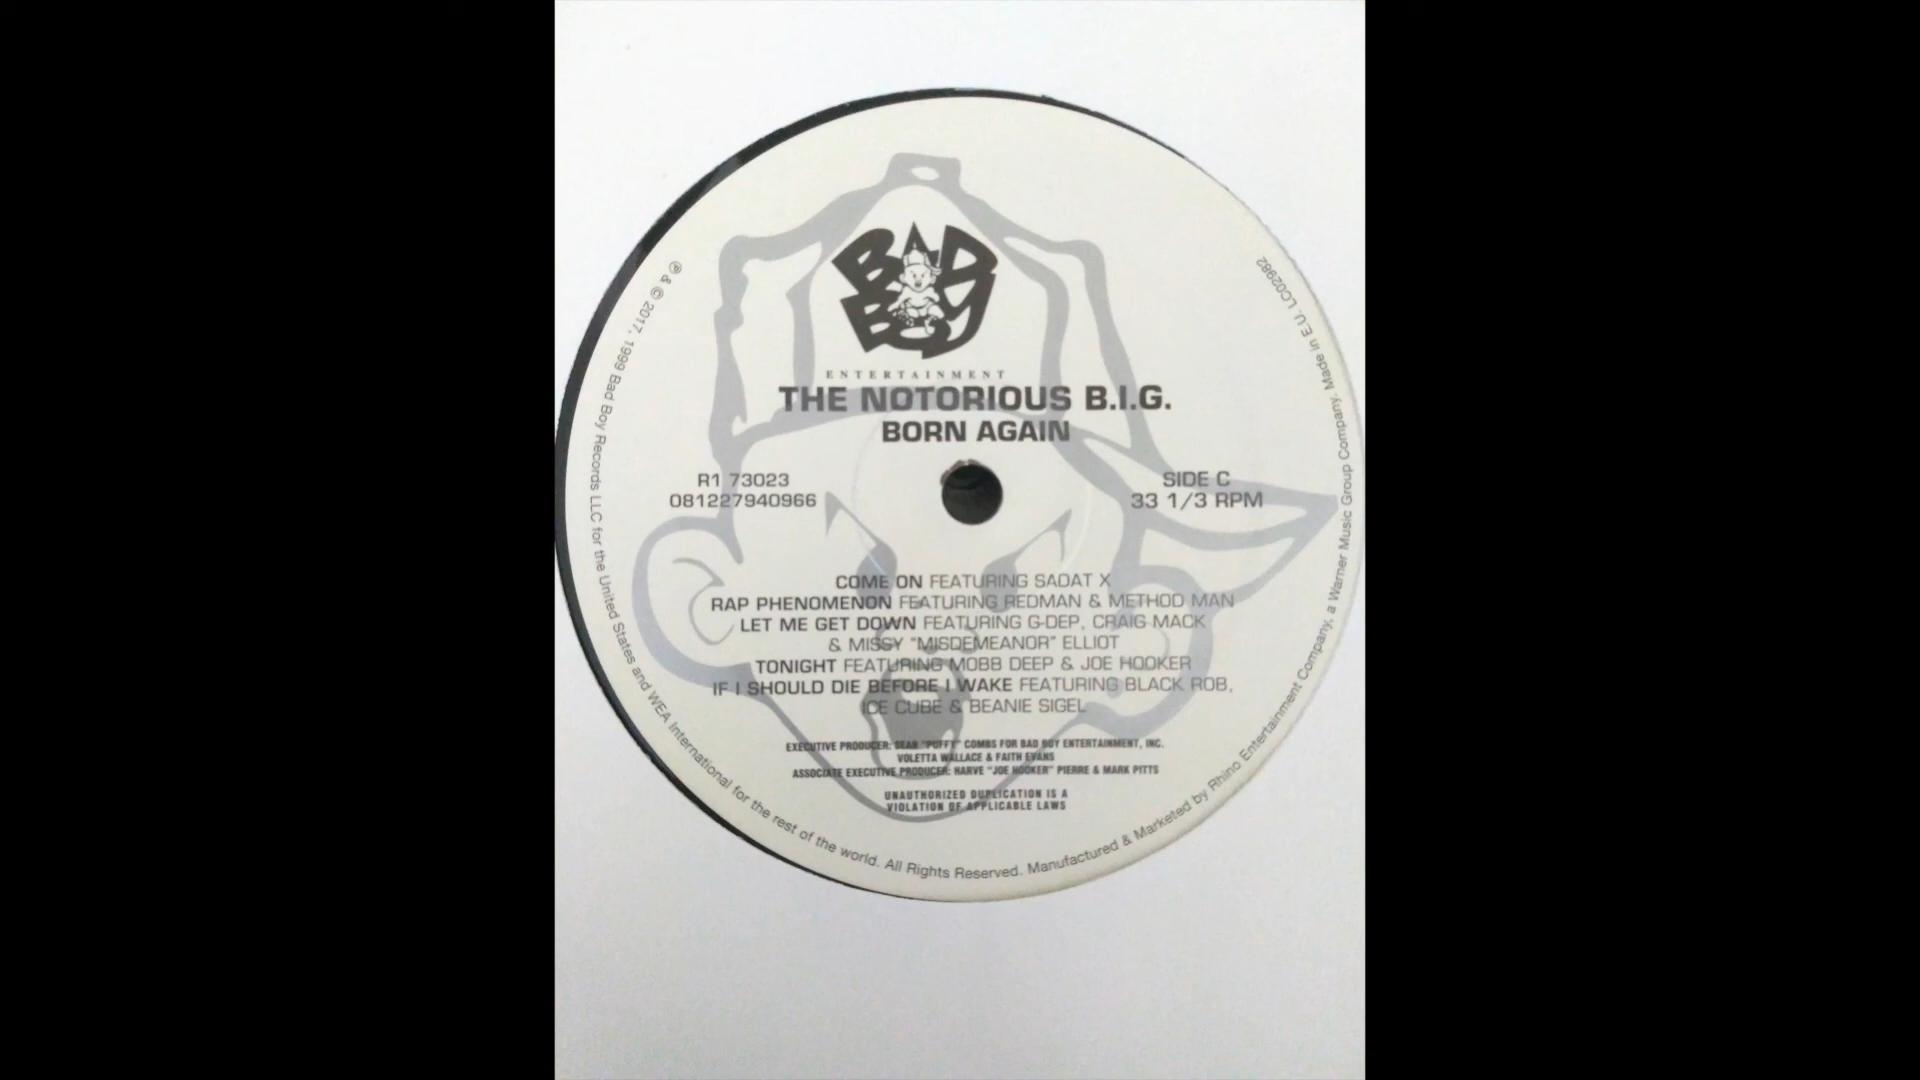 BAD
BOY
ENTERTAINMENT
THE NOTORIOUS B.I.G.
BORN AGAIN
R1 73023
081227940966
SIDE C
33 1/3 RPM
COME ON FEATURING SADAT X
RAP PHENOMENON FEATURING REDMAN & METHOD MAN
LET ME GET DOWN FEATURING G-DEP, CRAIG MACK
& MISSY "MISDEMEANOR" ELLIOT
TONIGHT FEATURING MOBB DEEP & JOE HOOKER
IF I SHOULD DIE BEFORE I WAKE FEATURING BLACK ROB,
ICE CUBE & BEANIE SIGEL
EXECUTIVE PRODUCER: SEAN "PUFFY" COMBS FOR BAD BOY ENTERTAINMENT, INC.
VOLETTA WALLACE & FAITH EVANS
ASSOCIATE EXECUTIVE PRODUCER: HARVE "JOE HOOKER" PIERRE & MARK PITTS
UNAUTHORIZED DUPLICATION IS A
VIOLATION OF APPLICABLE LAWS
℗ & © 2017, 1999 Bad Boy Records LLC for the United States and WEA International for the rest of the world. All Rights Reserved. Manufactured & Marketed by Rhino Entertainment Company, a Warner Music Group Company. Made in E.U. LC02982